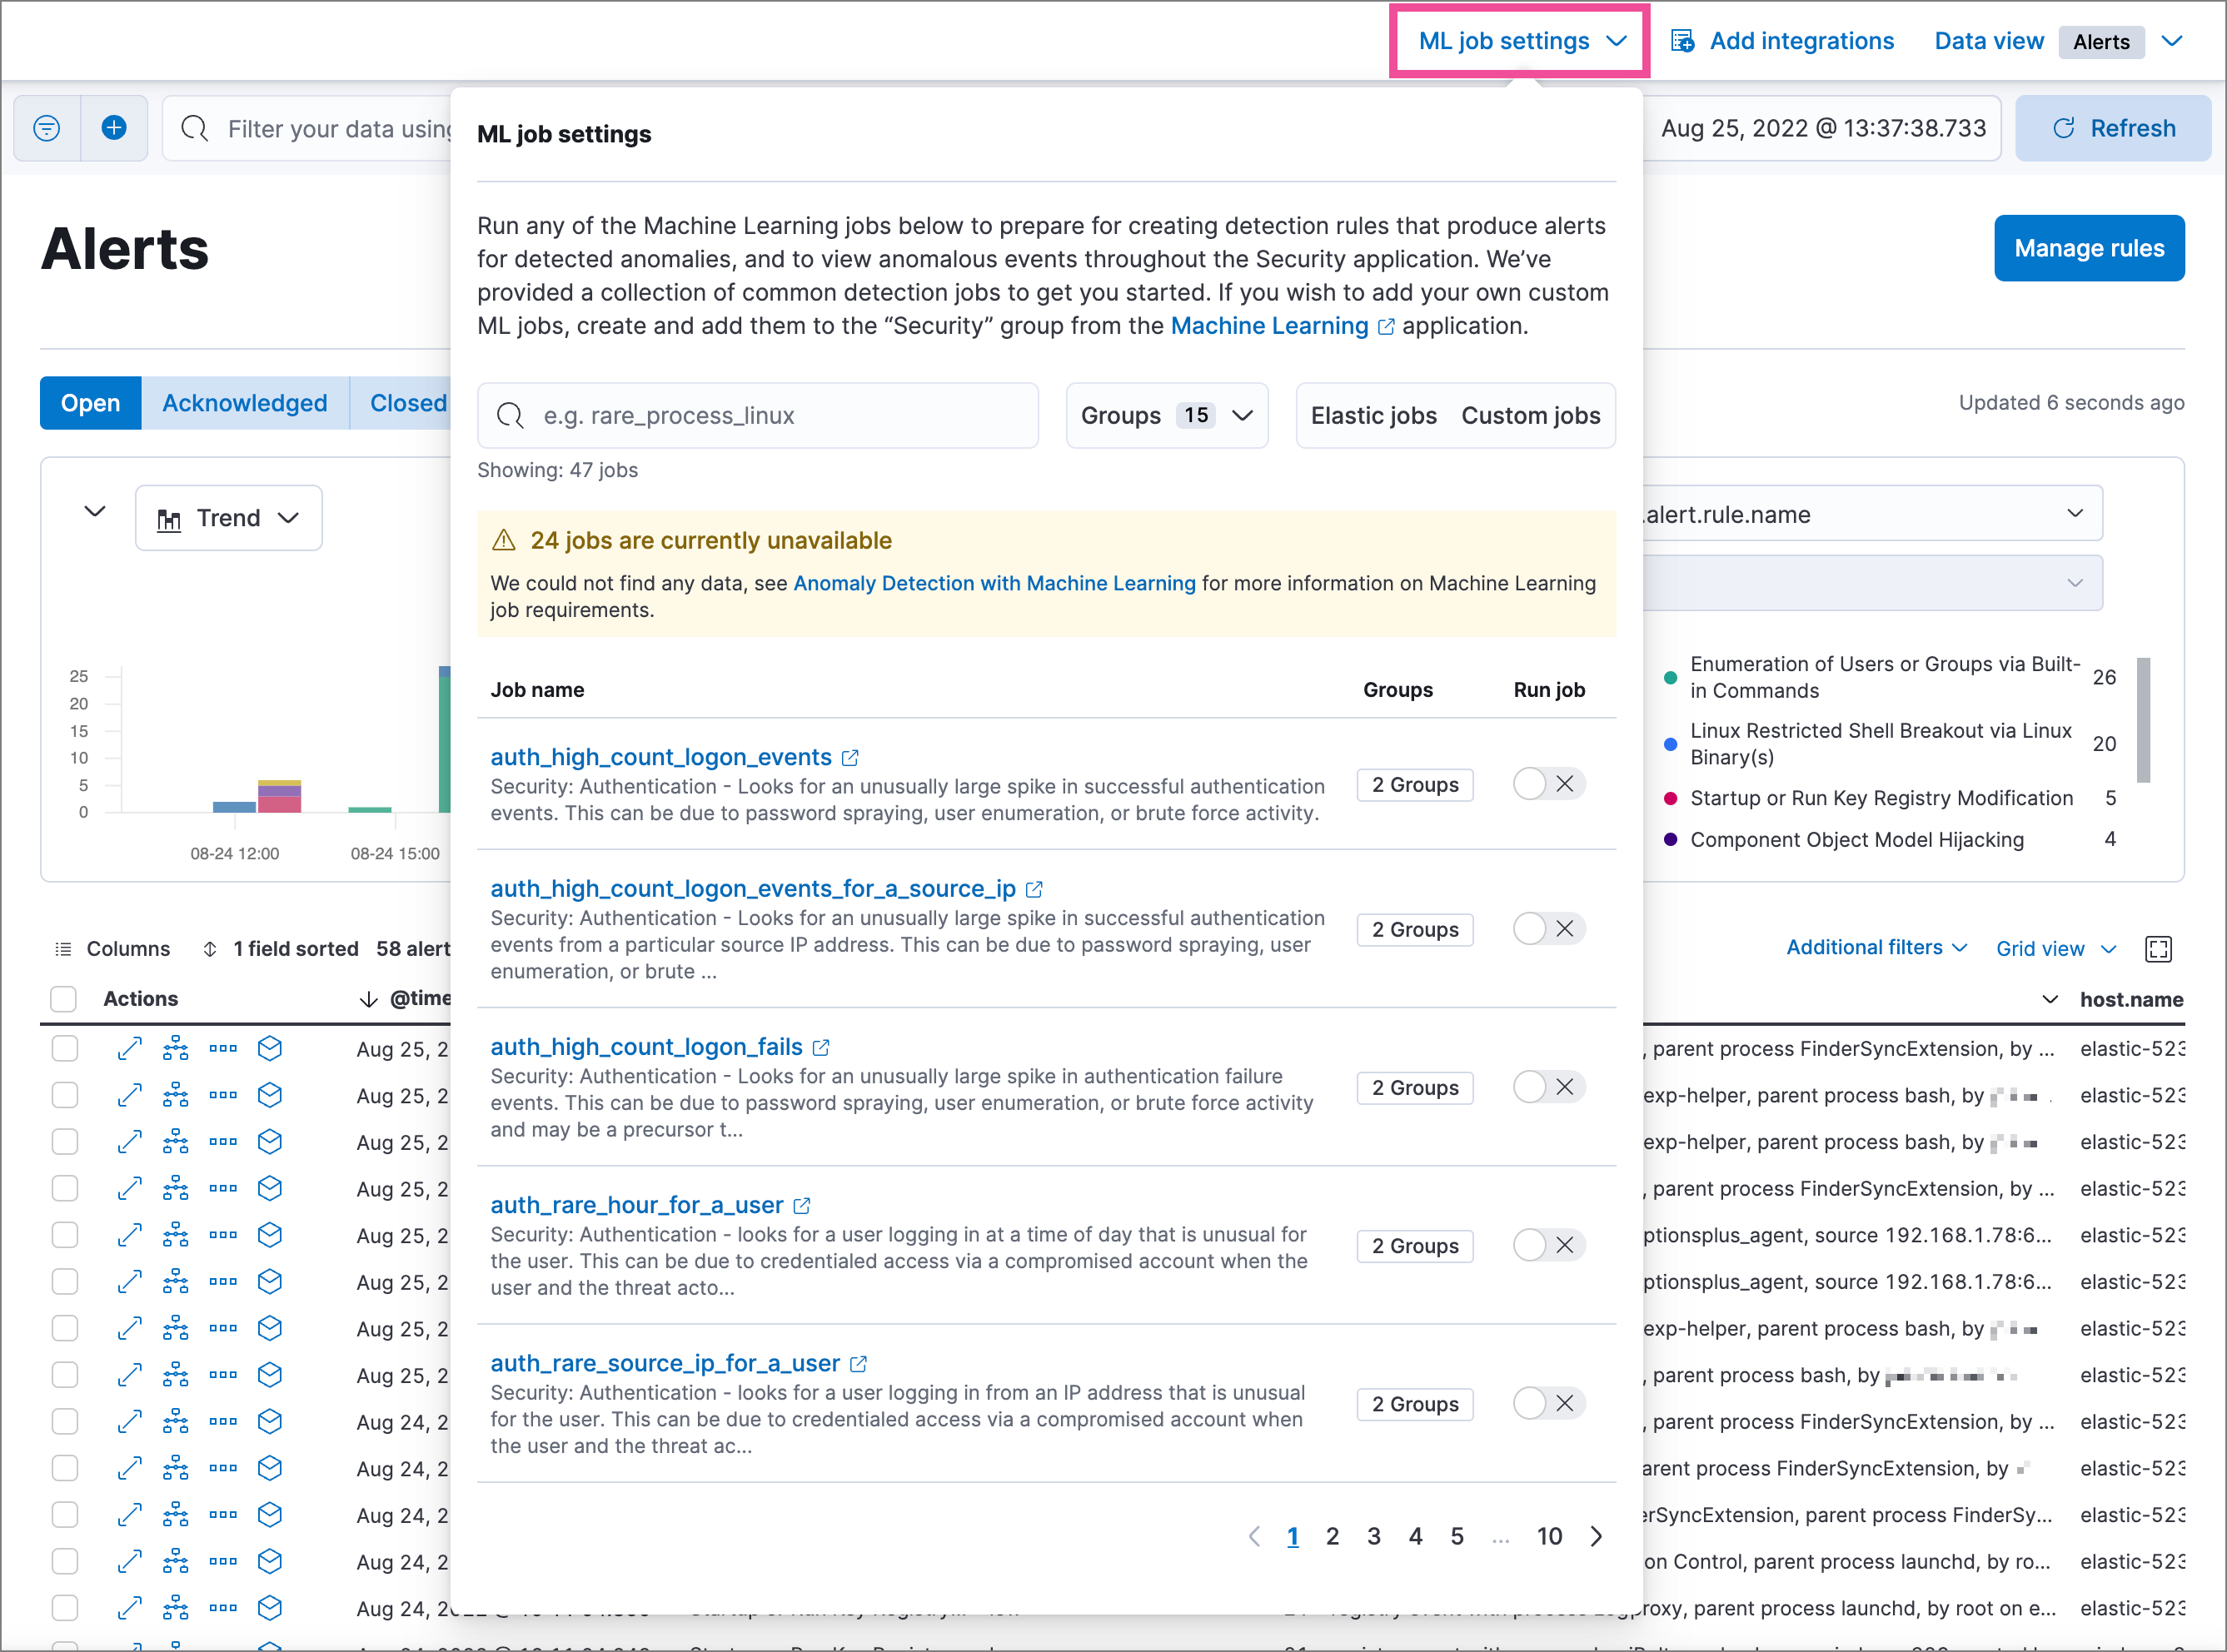 ML job settings
Add integrations
Data view Alerts
Filter your data using
Aug 25, 2022 @ 13:37:38.733
Refresh
Alerts
Manage rules
Open Acknowledged Closed
Updated 6 seconds ago
Trend
25
20
15
10
5
0
08-24 12:00 08-24 15:00
ML job settings
Run any of the Machine Learning jobs below to prepare for creating detection rules that produce alerts
for detected anomalies, and to view anomalous events throughout the Security application. We’ve
provided a collection of common detection jobs to get you started. If you wish to add your own custom
ML jobs, create and add them to the “Security” group from the Machine Learning application.
e.g. rare_process_linux
Groups 15
Elastic jobs Custom jobs
Showing: 47 jobs
24 jobs are currently unavailable
We could not find any data, see Anomaly Detection with Machine Learning for more information on Machine Learning
job requirements.
Job name Groups Run job
auth_high_count_logon_events
Security: Authentication - Looks for an unusually large spike in successful authentication
events. This can be due to password spraying, user enumeration, or brute force activity.
2 Groups
auth_high_count_logon_events_for_a_source_ip
Security: Authentication - Looks for an unusually large spike in successful authentication
events from a particular source IP address. This can be due to password spraying, user
enumeration, or brute ...
2 Groups
auth_high_count_logon_fails
Security: Authentication - Looks for an unusually large spike in authentication failure
events. This can be due to password spraying, user enumeration, or brute force activity
and may be a precursor t...
2 Groups
auth_rare_hour_for_a_user
Security: Authentication - looks for a user logging in at a time of day that is unusual for
the user. This can be due to credentialed access via a compromised account when the
user and the threat acto...
2 Groups
auth_rare_source_ip_for_a_user
Security: Authentication - looks for a user logging in from an IP address that is unusual
for the user. This can be due to credentialed access via a compromised account when
the user and the threat ac...
2 Groups
1 2 3 4 5 ... 10
.alert.rule.name
Enumeration of Users or Groups via Built-
in Commands 26
Linux Restricted Shell Breakout via Linux
Binary(s) 20
Startup or Run Key Registry Modification 5
Component Object Model Hijacking 4
Columns 1 field sorted 58 alert
Additional filters Grid view
Actions @time host.name
Aug 25, 2 , parent process FinderSyncExtension, by ... elastic-523
Aug 25, 2 exp-helper, parent process bash, by elastic-523
Aug 25, 2 exp-helper, parent process bash, by elastic-523
Aug 25, 2 , parent process FinderSyncExtension, by ... elastic-523
Aug 25, 2 ptionsplus_agent, source 192.168.1.78:6... elastic-523
Aug 25, 2 ptionsplus_agent, source 192.168.1.78:6... elastic-523
Aug 25, 2 exp-helper, parent process bash, by elastic-523
Aug 25, 2 , parent process bash, by elastic-523
Aug 24, 2 , parent process FinderSyncExtension, by ... elastic-523
Aug 24, 2 arent process FinderSyncExtension, by elastic-523
Aug 24, 2 erSyncExtension, parent process FinderSy... elastic-523
Aug 24, 2 on Control, parent process launchd, by ro... elastic-523
Aug 24, 2 proxy, parent process launchd, by root on e... elastic-523